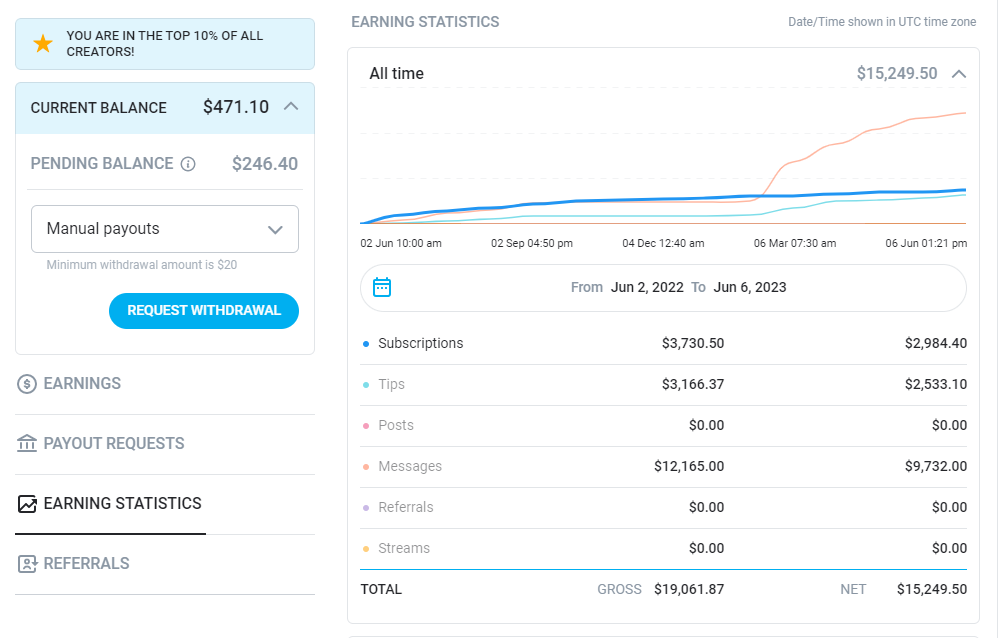 YOU ARE IN THE TOP 10% OF ALL
CREATORS!
CURRENT BALANCE $471.10
PENDING BALANCE $246.40
Manual payouts
Minimum withdrawal amount is $20
REQUEST WITHDRAWAL
EARNINGS
PAYOUT REQUESTS
EARNING STATISTICS
REFERRALS
EARNING STATISTICS Date/Time shown in UTC time zone
All time $15,249.50
02 Jun 10:00 am 02 Sep 04:50 pm 04 Dec 12:40 am 06 Mar 07:30 am 06 Jun 01:21 pm
From Jun 2, 2022 To Jun 6, 2023
Subscriptions $3,730.50 $2,984.40
Tips $3,166.37 $2,533.10
Posts $0.00 $0.00
Messages $12,165.00 $9,732.00
Referrals $0.00 $0.00
Streams $0.00 $0.00
TOTAL GROSS $19,061.87 NET $15,249.50